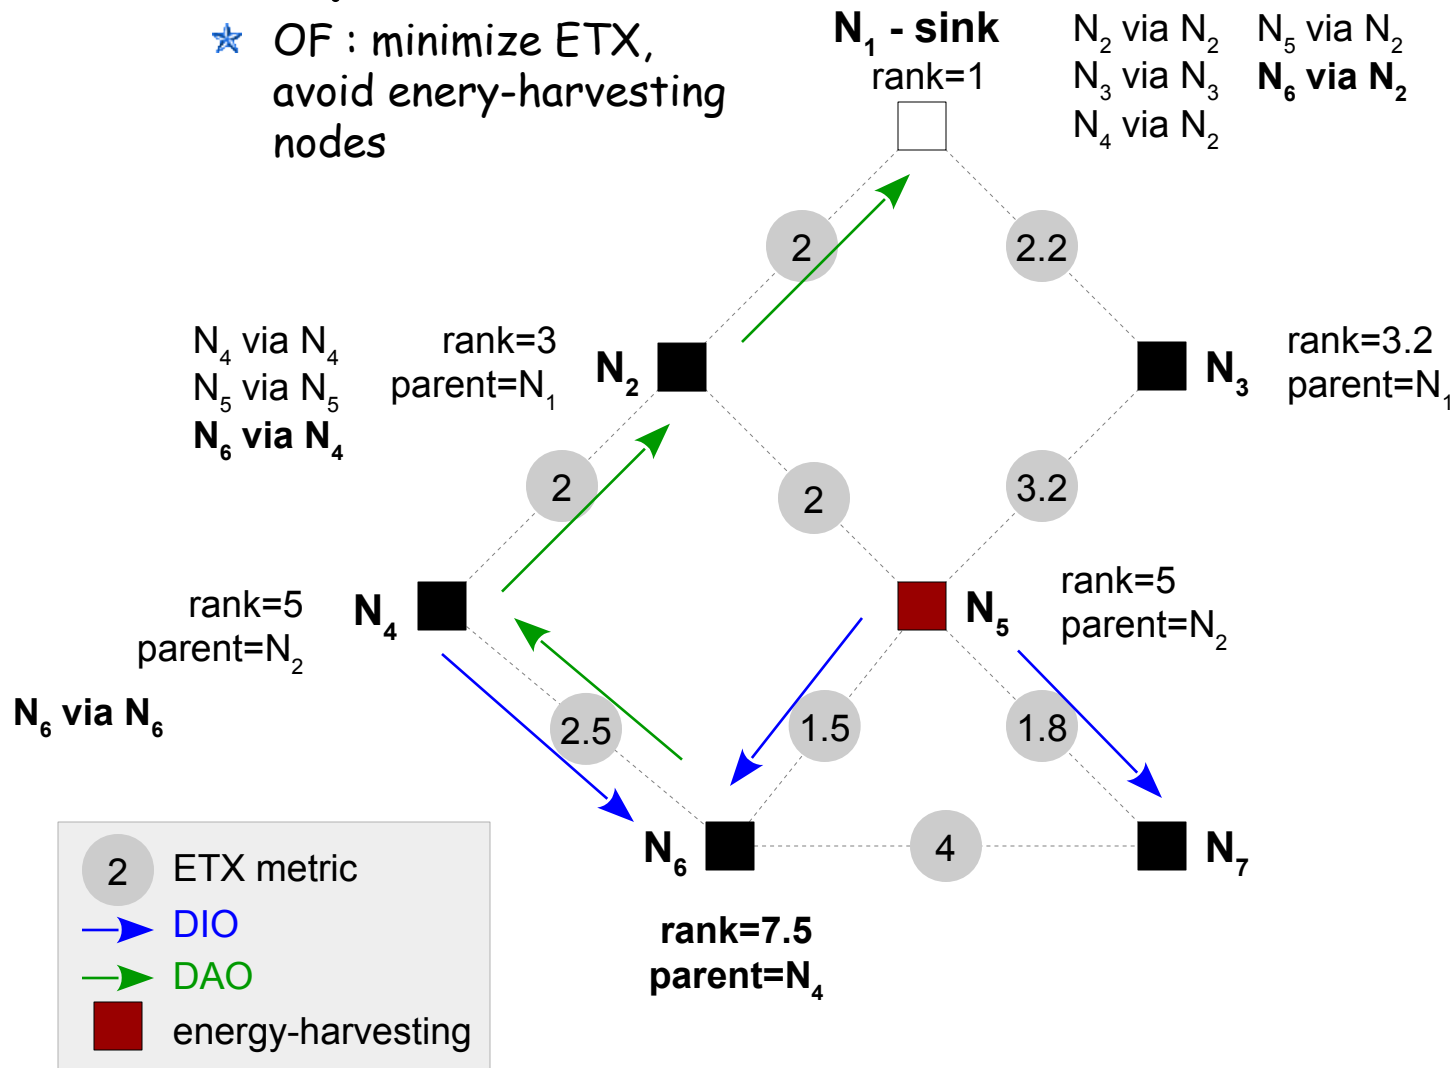 OF : minimize ETX,
avoid enery-harvesting
nodes
N1 - sink
rank=1
N2 via N2
N3 via N3
N4 via N2
N5 via N2
N6 via N2
2
2.2
N4 via N4
N5 via N5
N6 via N4
rank=3
parent=N1
N2
N3
rank=3.2
parent=N1
2
2
3.2
rank=5
parent=N2
N4
N5
rank=5
parent=N2
N6 via N6
2.5
1.5
1.8
N6
4
N7
rank=7.5
parent=N4
2 ETX metric
DIO
DAO
energy-harvesting